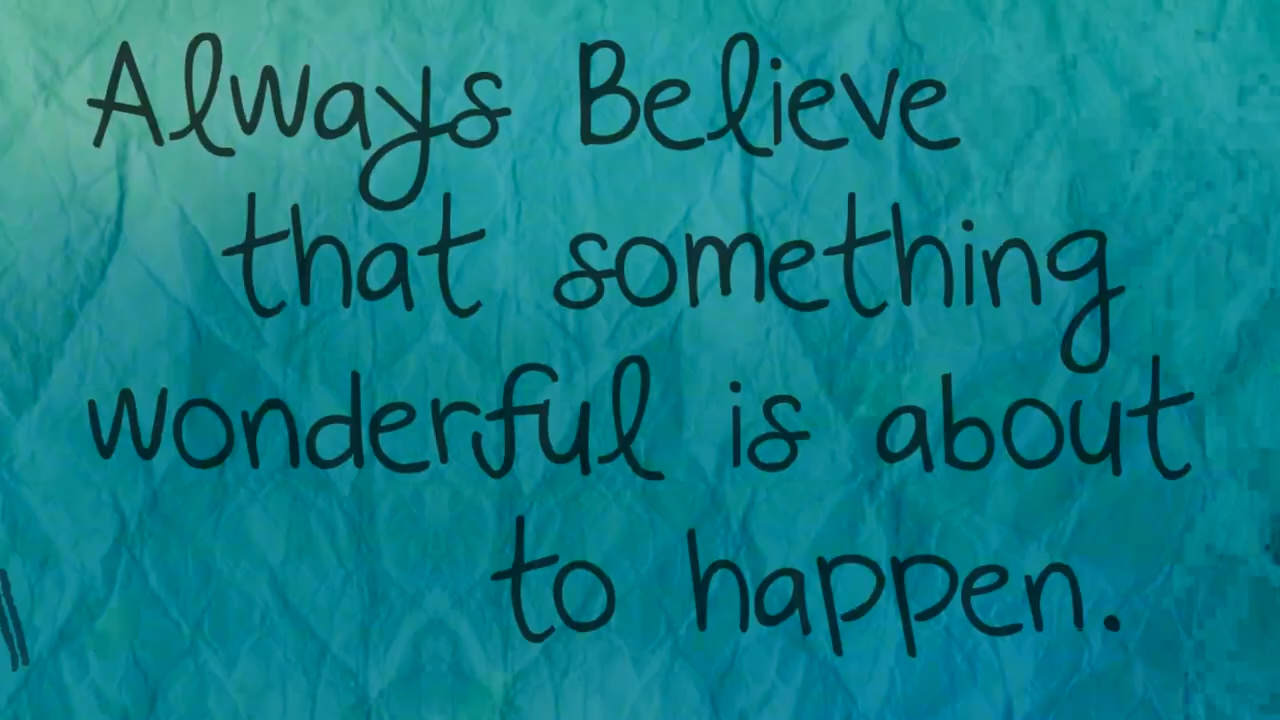 Always Believe
that something
wonderful is about
to happen.